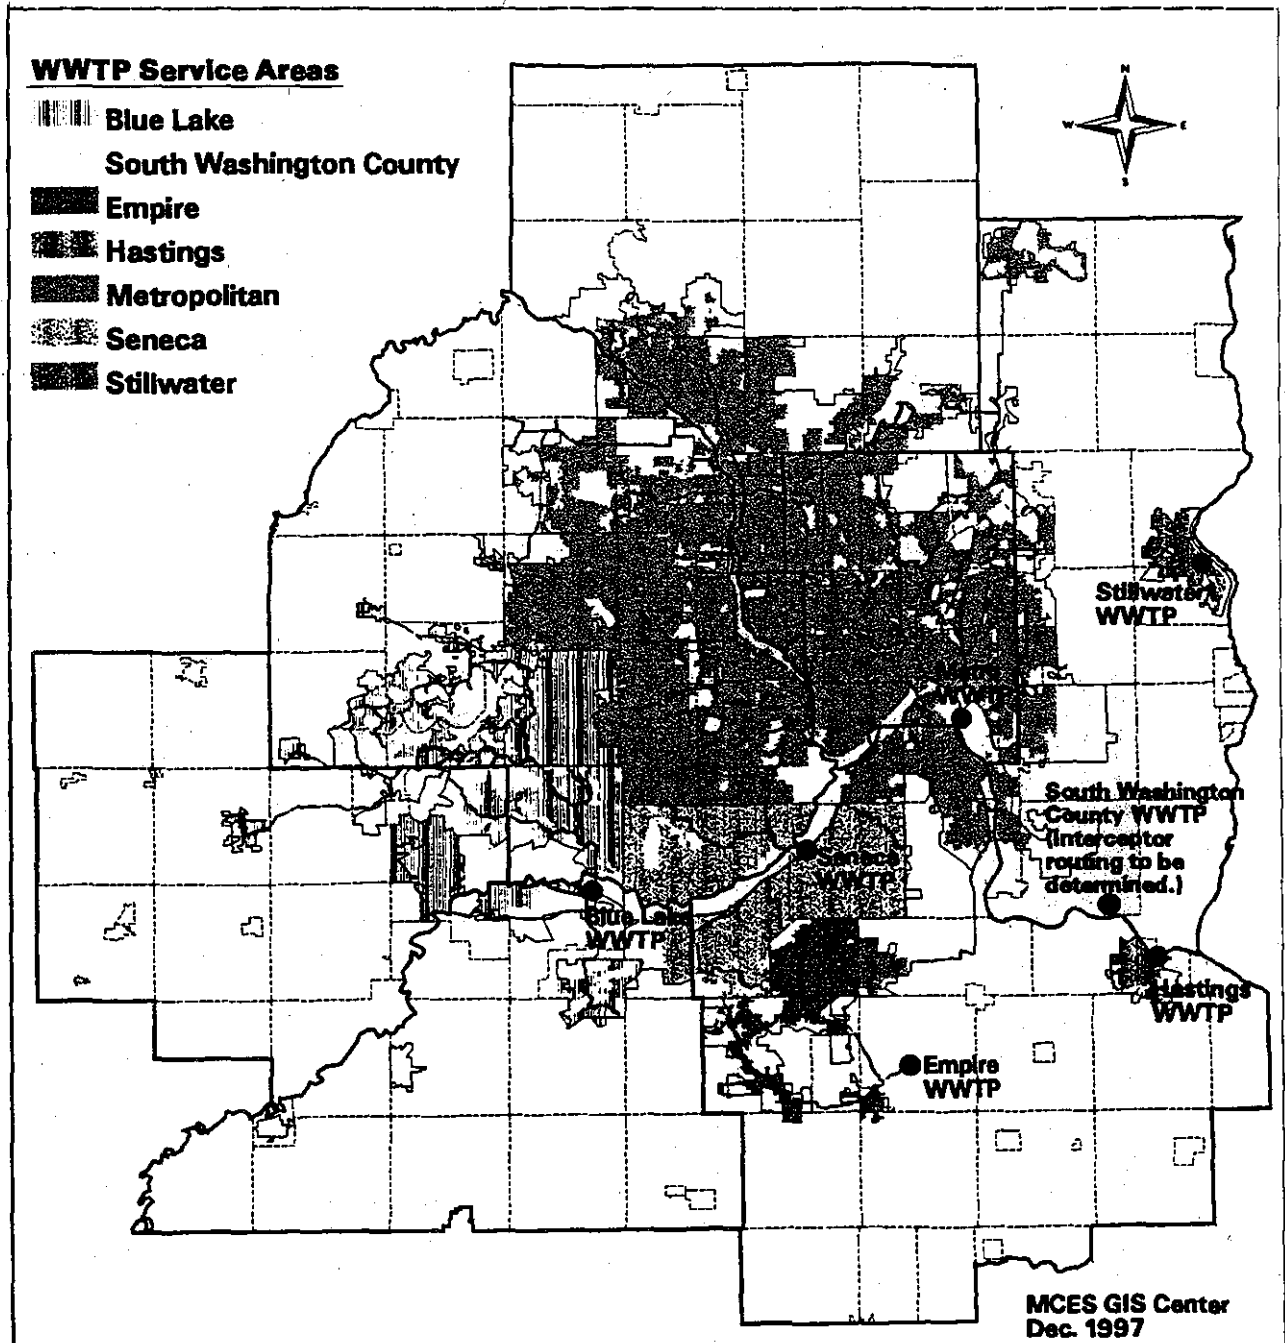 WWTP Service Areas
Blue Lake
South Washington County
Empire
Hastings
Metropolitan
Seneca
Stillwater
N
W E
S
Stillwater
WWTP
WWTP
South Washington
County WWTP
(Interceptor
routing to be
determined.)
Seneca
WWTP
Blue Lake
WWTP
Hastings
WWTP
Empire
WWTP
MCES GIS Center
Dec. 1997